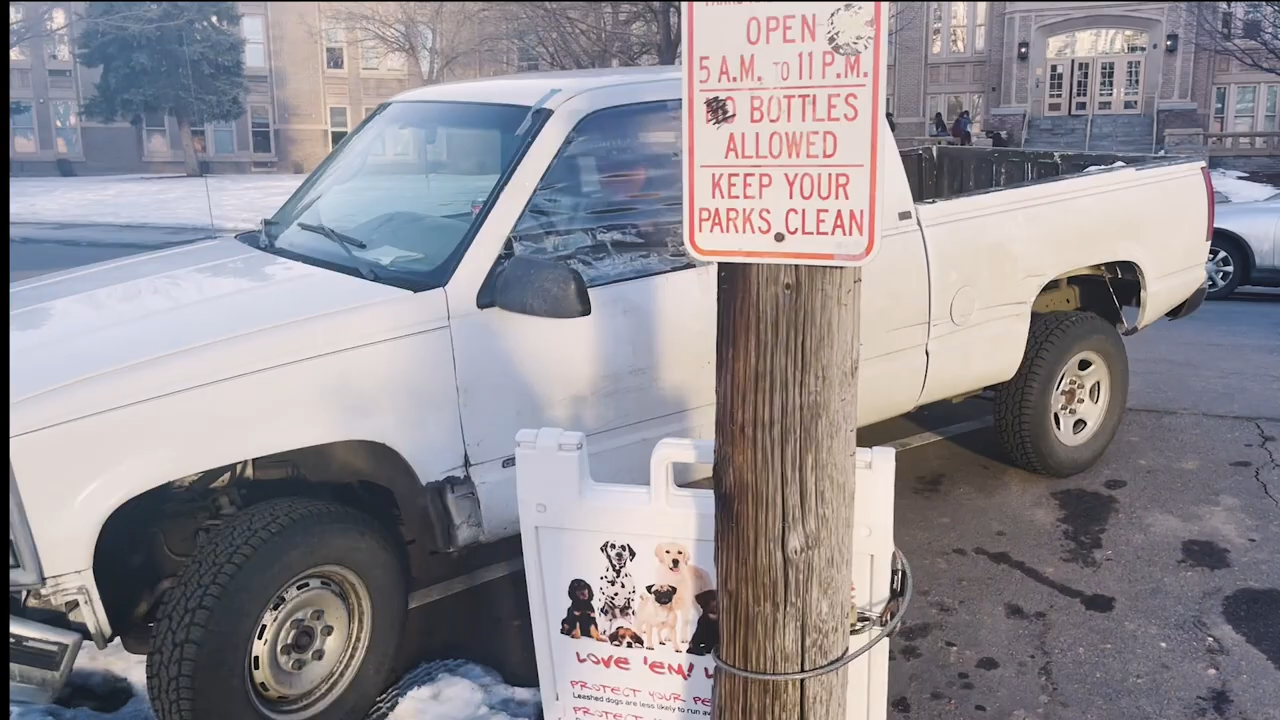 OPEN
5 A.M. TO 11 P.M.
BOTTLES
ALLOWED
KEEP YOUR
PARKS CLEAN
LOVE 'EM!
PROTECT YOUR
Leashed dogs are less likely to run
PROTECT